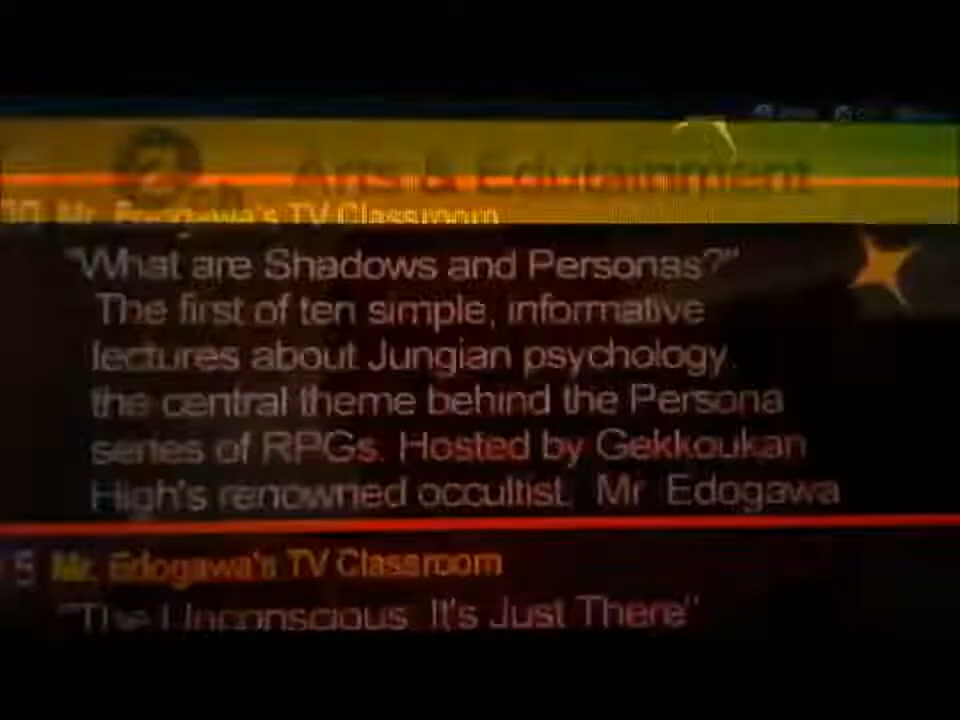 Arts & Edutainment
Mr. Edogawa's TV Classroom
"What are Shadows and Personas?"
The first of ten simple, informative
lectures about Jungian psychology,
the central theme behind the Persona
series of RPGs. Hosted by Gekkoukan
High's renowned occultist, Mr. Edogawa
5 Mr. Edogawa's TV Classroom
"The Unconscious: It's Just There"